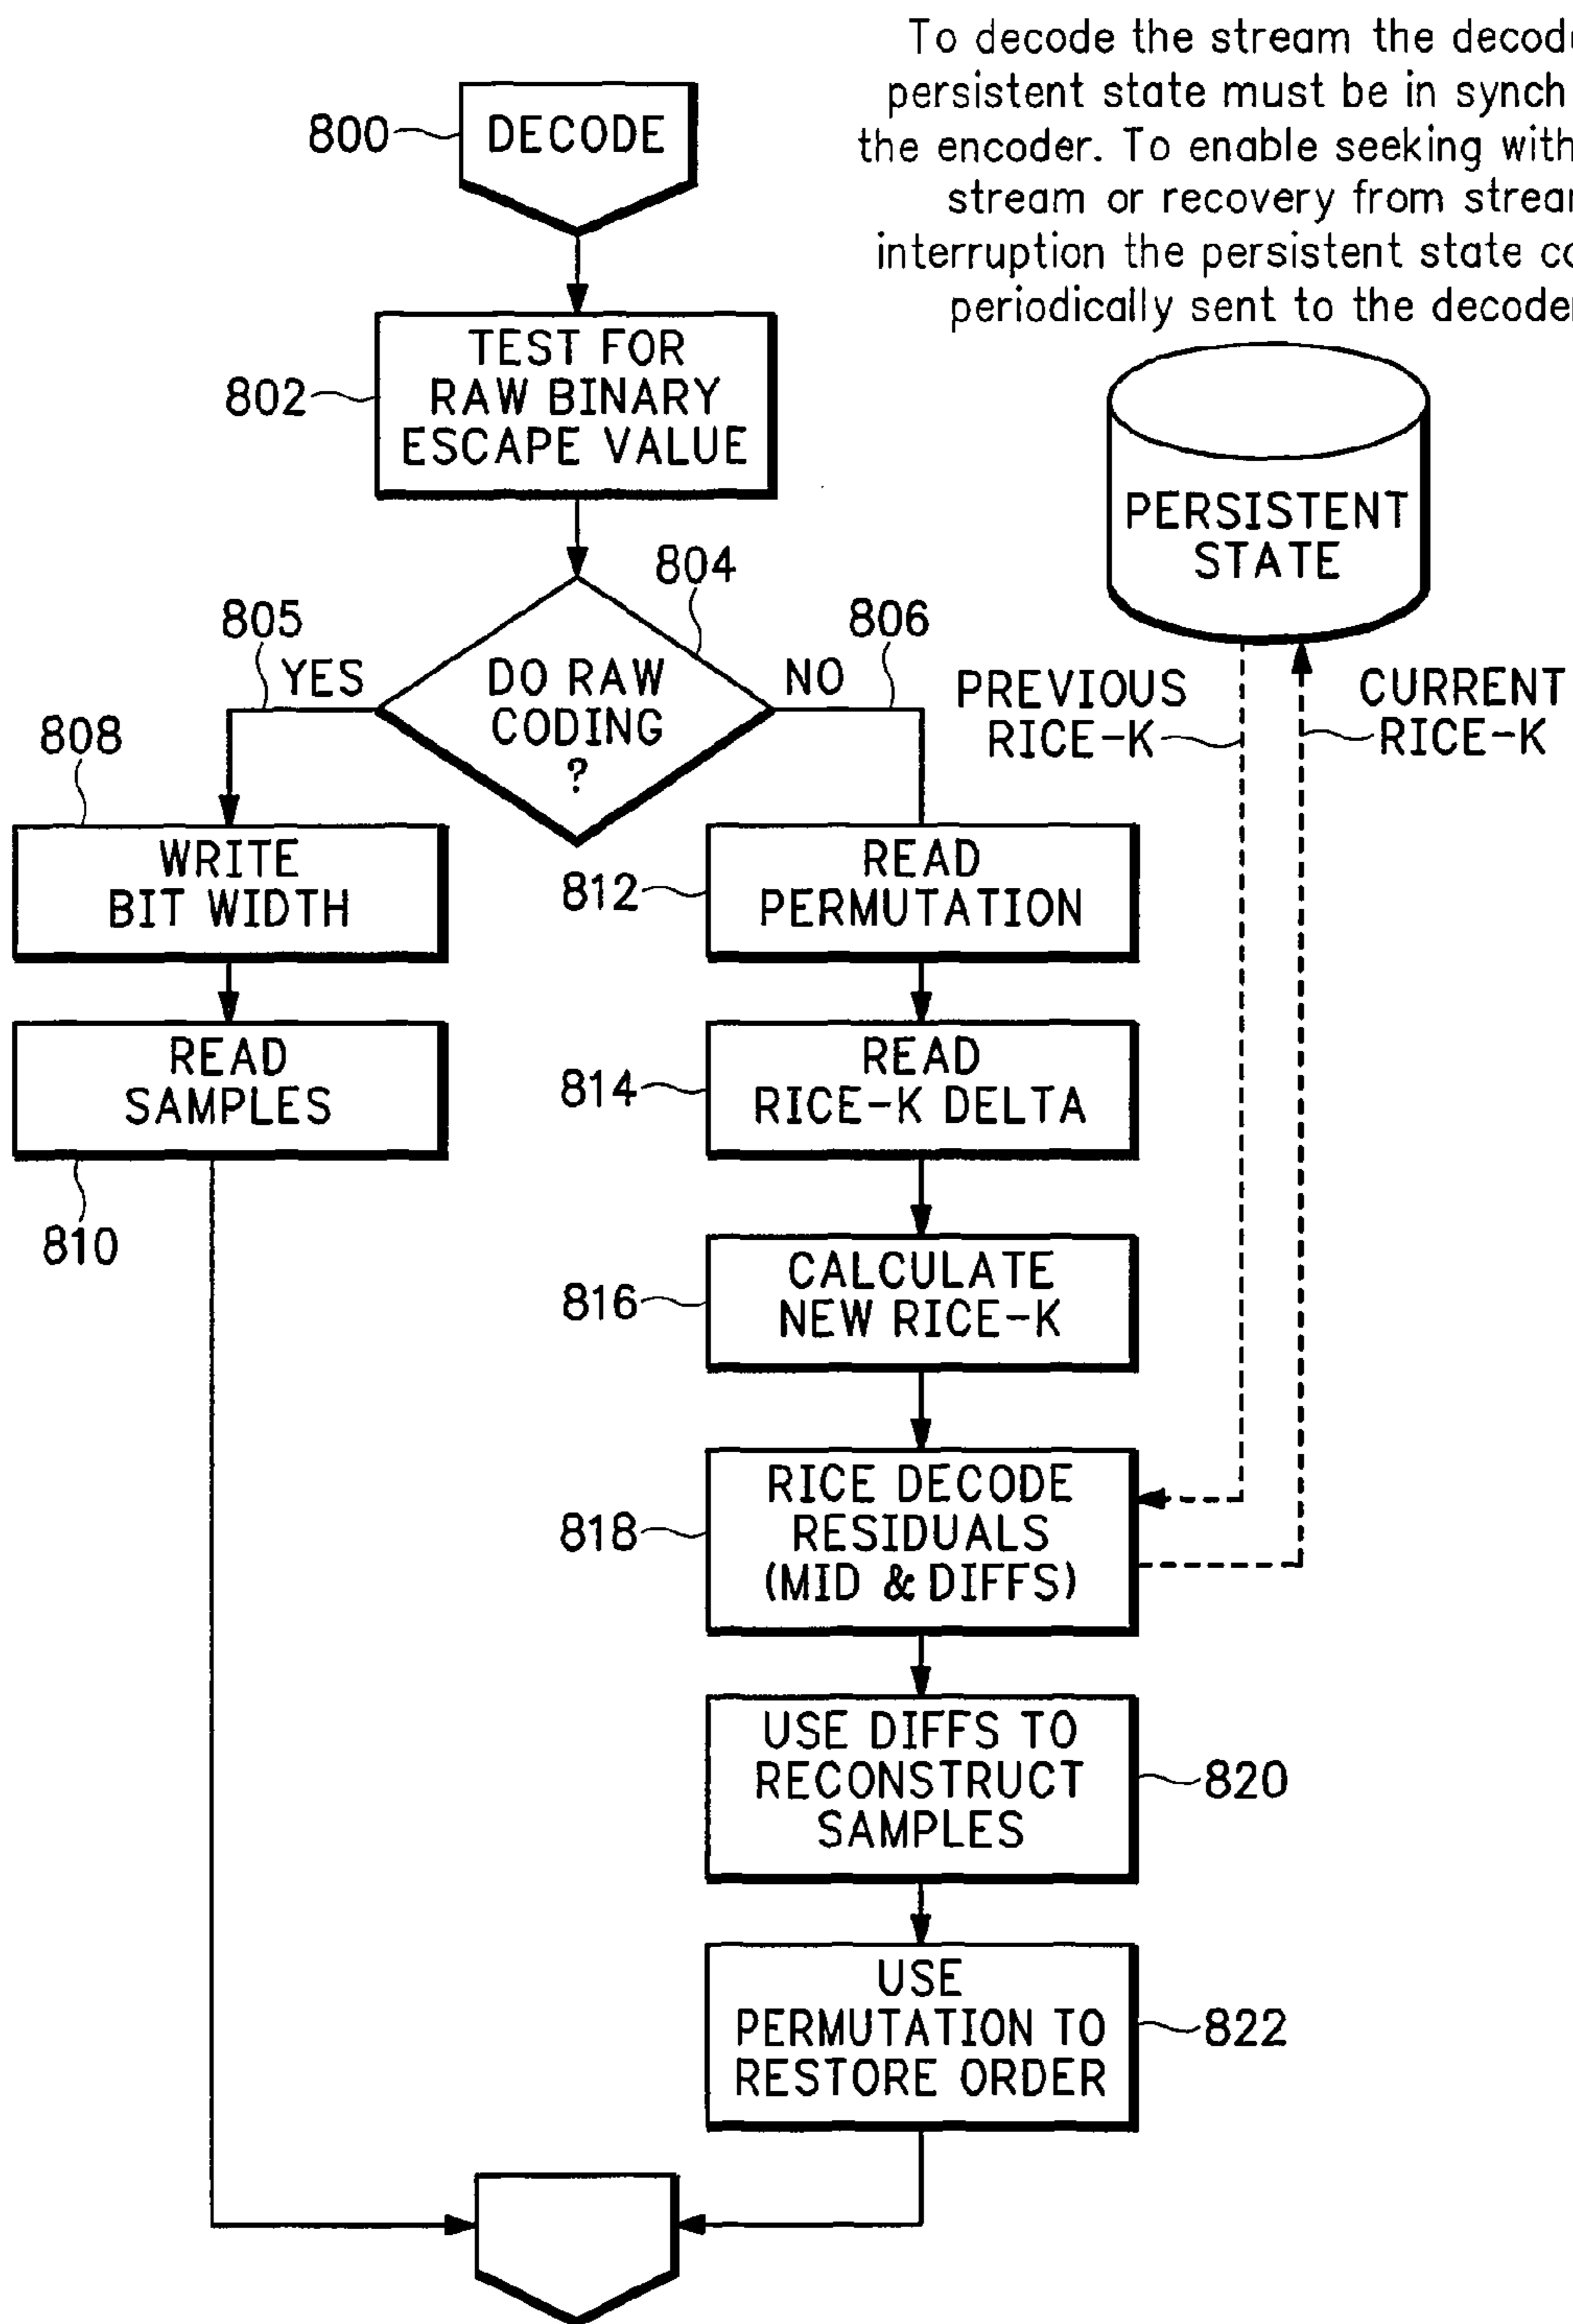 To decode the stream the
persistent state must be in synch
the encoder. To enable seeking
stream or recovery from
interruption the persistent state
periodically sent to the
800
DECODE
802
TEST FOR
RAW BINARY
ESCAPE VALUE
PERSISTENT
STATE
804
805
806
YES
DO RAW
CODING
?
NO
PREVIOUS
RICE-K
CURRENT
RICE-K
808
WRITE
BIT WIDTH
812
READ
PERMUTATION
READ
SAMPLES
810
814
READ
RICE-K DELTA
816
CALCULATE
NEW RICE-K
818
RICE DECODE
RESIDUALS
(MID & DIFFS)
USE DIFFS TO
RECONSTRUCT
SAMPLES
820
USE
PERMUTATION TO
RESTORE ORDER
822